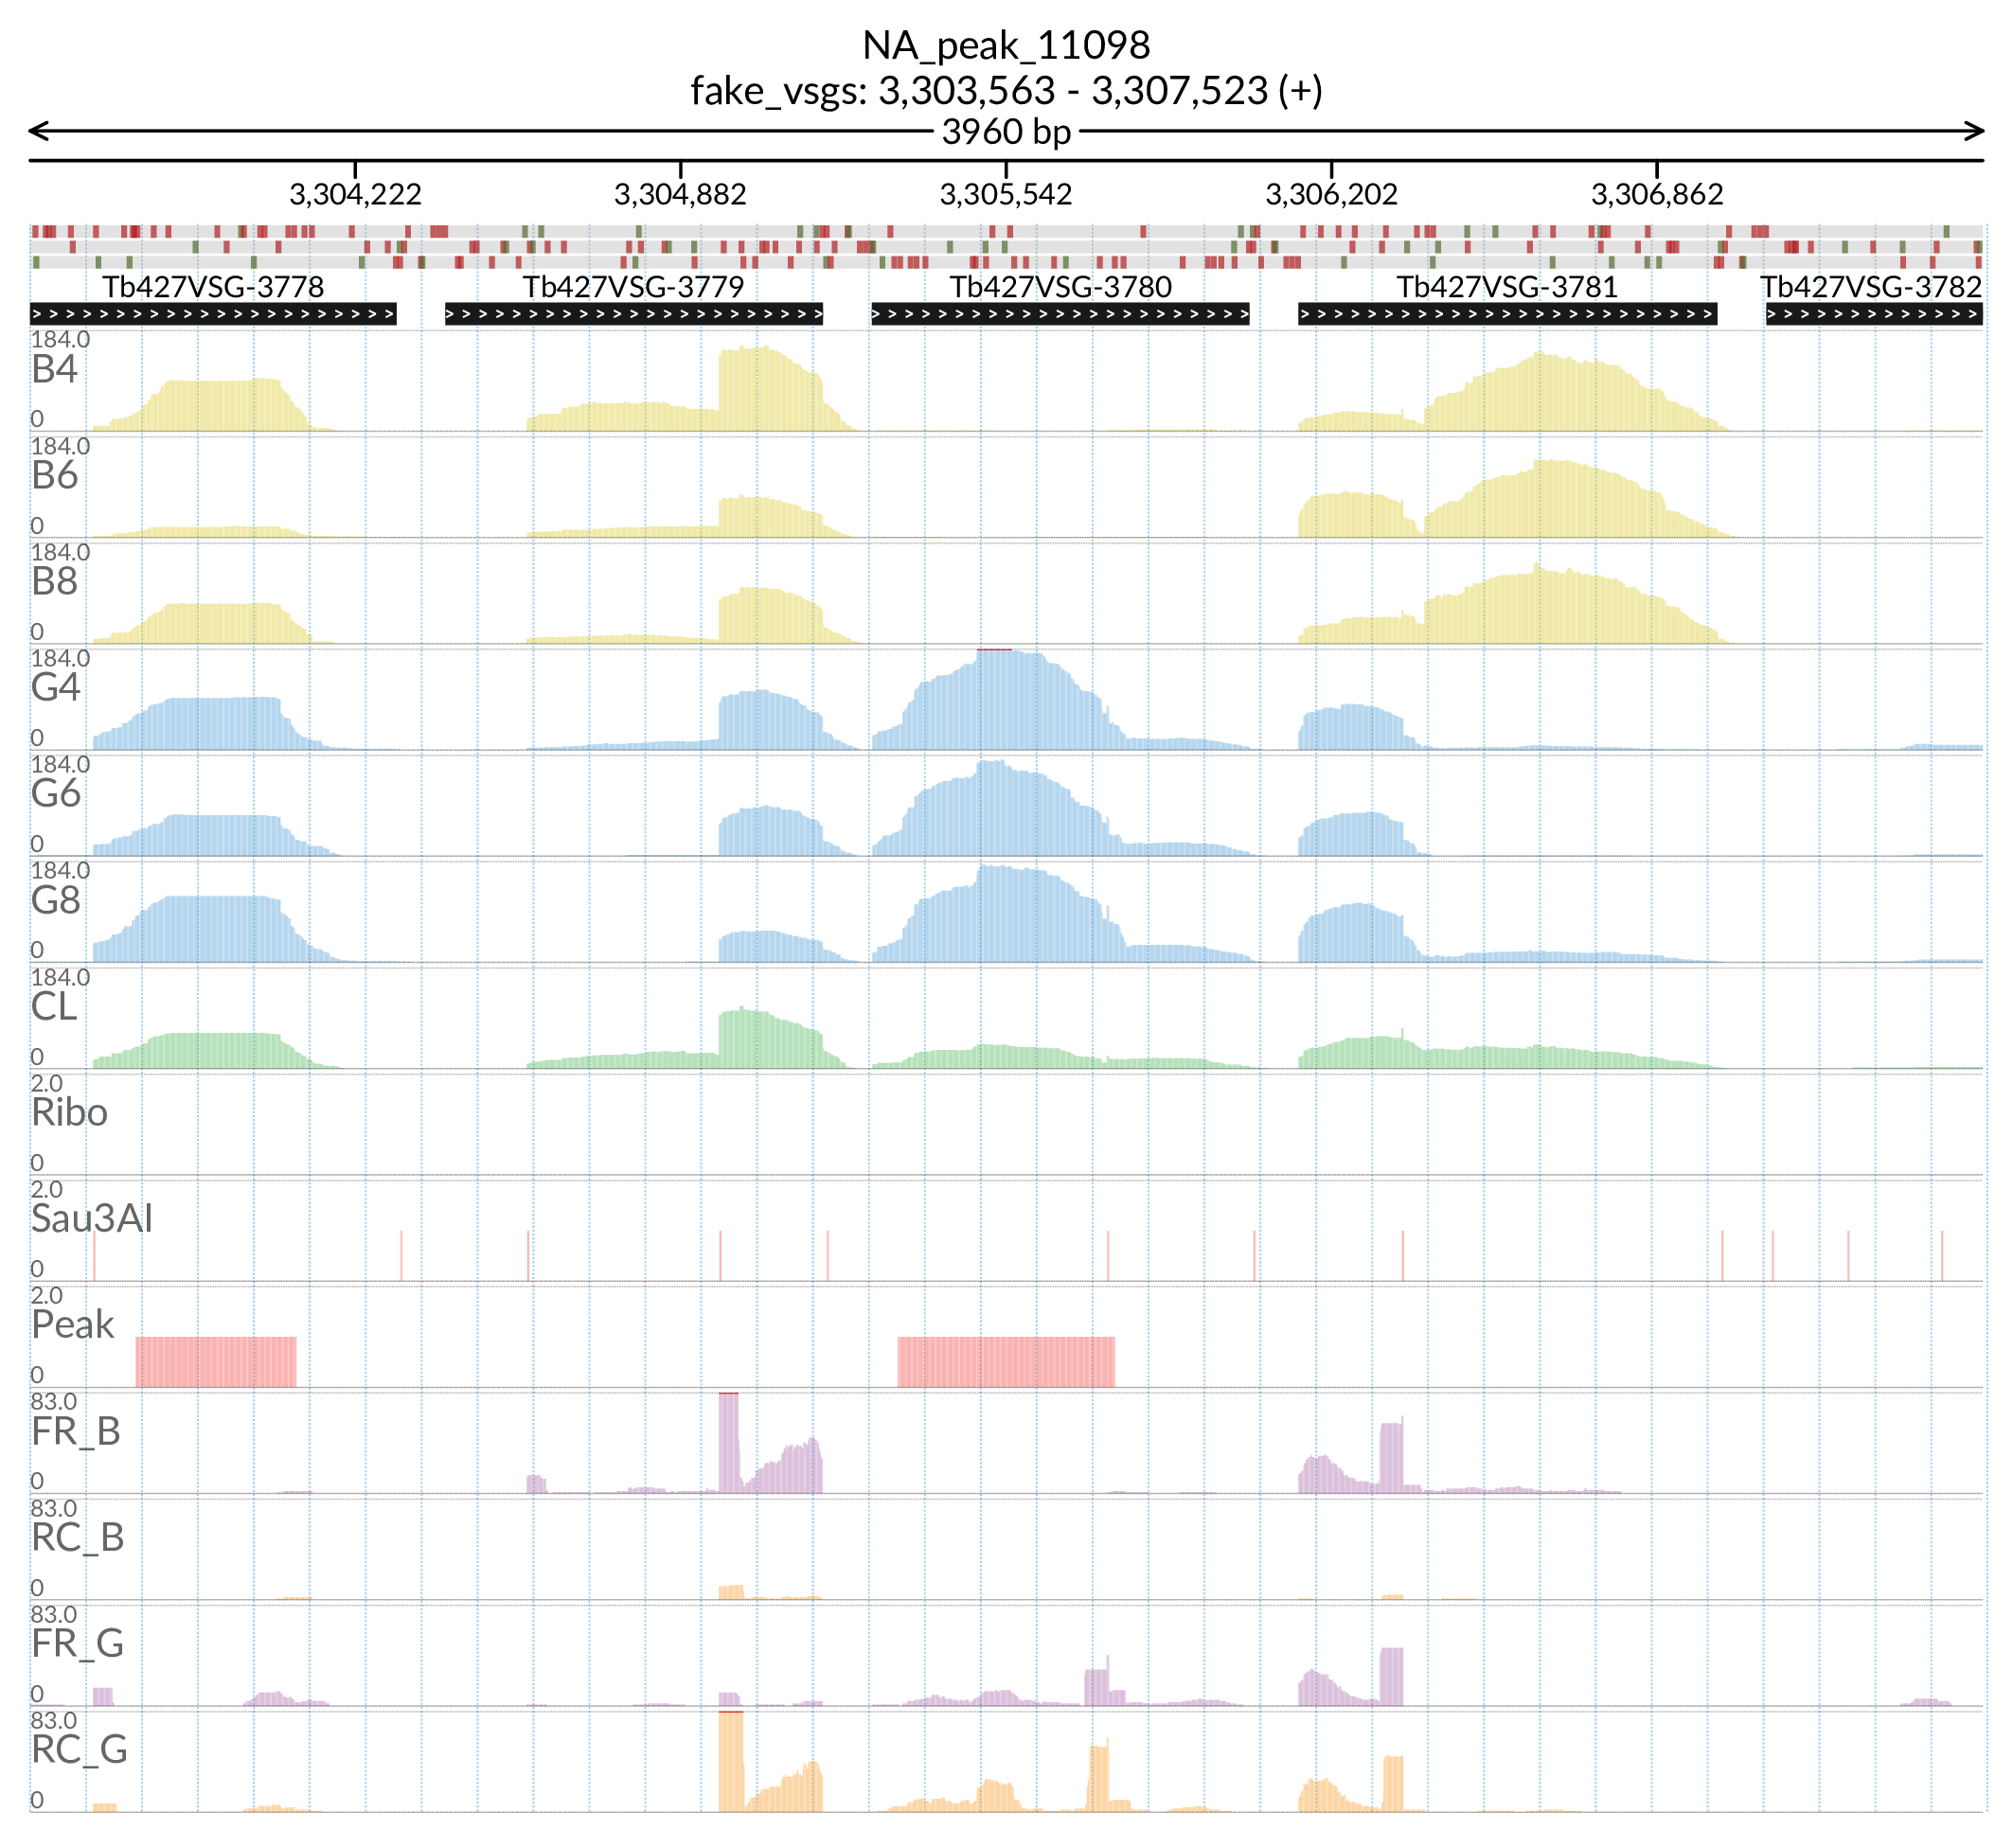 NA_peak_11098
fake_vsgs: 3,303,563 - 3,307,523 (+)
3960 bp
3,304,222 3,304,882 3,305,542 3,306,202 3,306,862
Tb427VSG-3778 Tb427VSG-3779 Tb427VSG-3780 Tb427VSG-3781 Tb427VSG-3782
184.0
B4
0
184.0
B6
0
184.0
B8
0
184.0
G4
0
184.0
G6
0
184.0
G8
0
184.0
CL
0
2.0
Ribo
0
2.0
Sau3AI
0
2.0
Peak
0
83.0
FR_B
0
83.0
RC_B
0
83.0
FR_G
0
83.0
RC_G
0